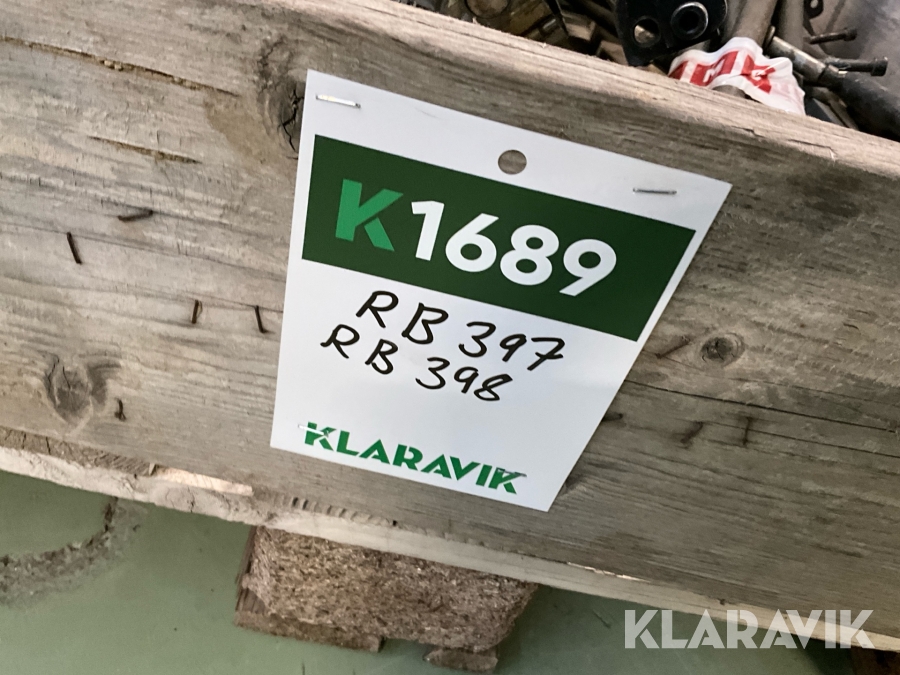 K1689
RB 397
RB 398
KLARAVIK
KLARAVIK